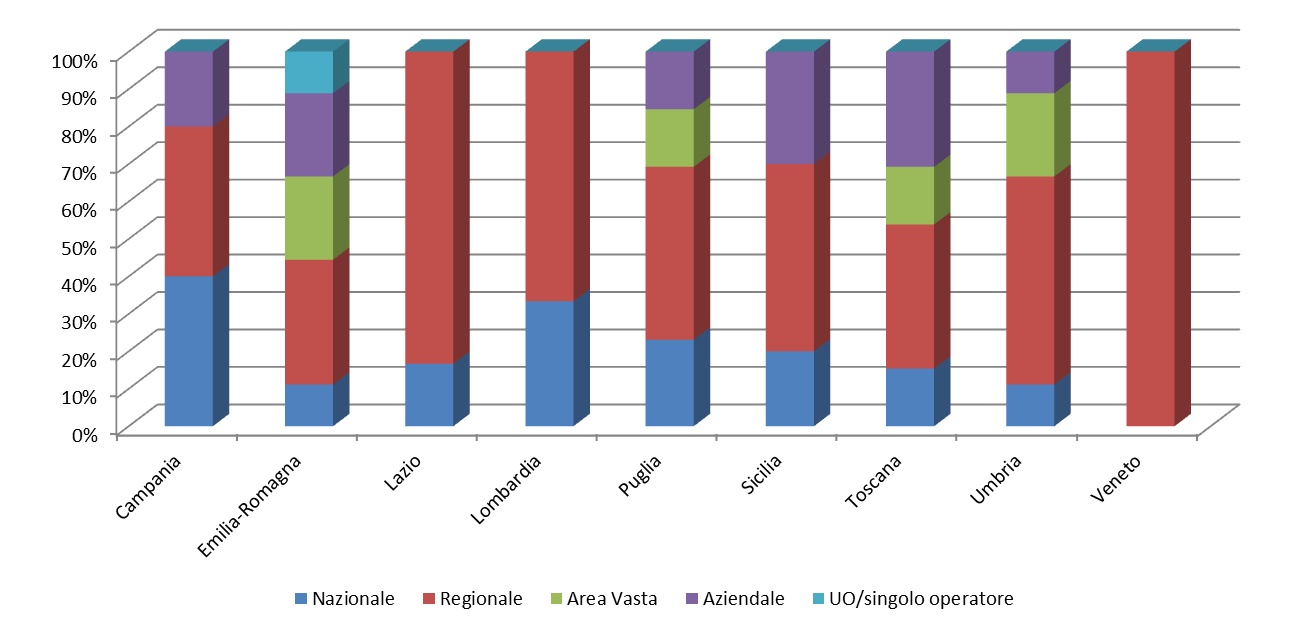 100%
90%
80%
70%
60%
50%
40%
30%
20%
10%
0%
Campania
Emilia-Romagna
Lazio
Lombardia
Puglia
Sicilia
Toscana
Umbria
Veneto
Nazionale Regionale Area Vasta Aziendale UO/singolo operatore